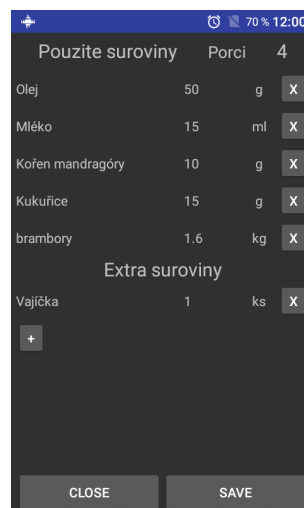 70 % 12:00
Pouzite suroviny Porci 4
Olej 50 g X
Mléko 15 ml X
Kořen mandragóry 10 g X
Kukuřice 15 g X
brambory 1.6 kg X
Extra suroviny
Vajíčka 1 ks X
+
CLOSE SAVE